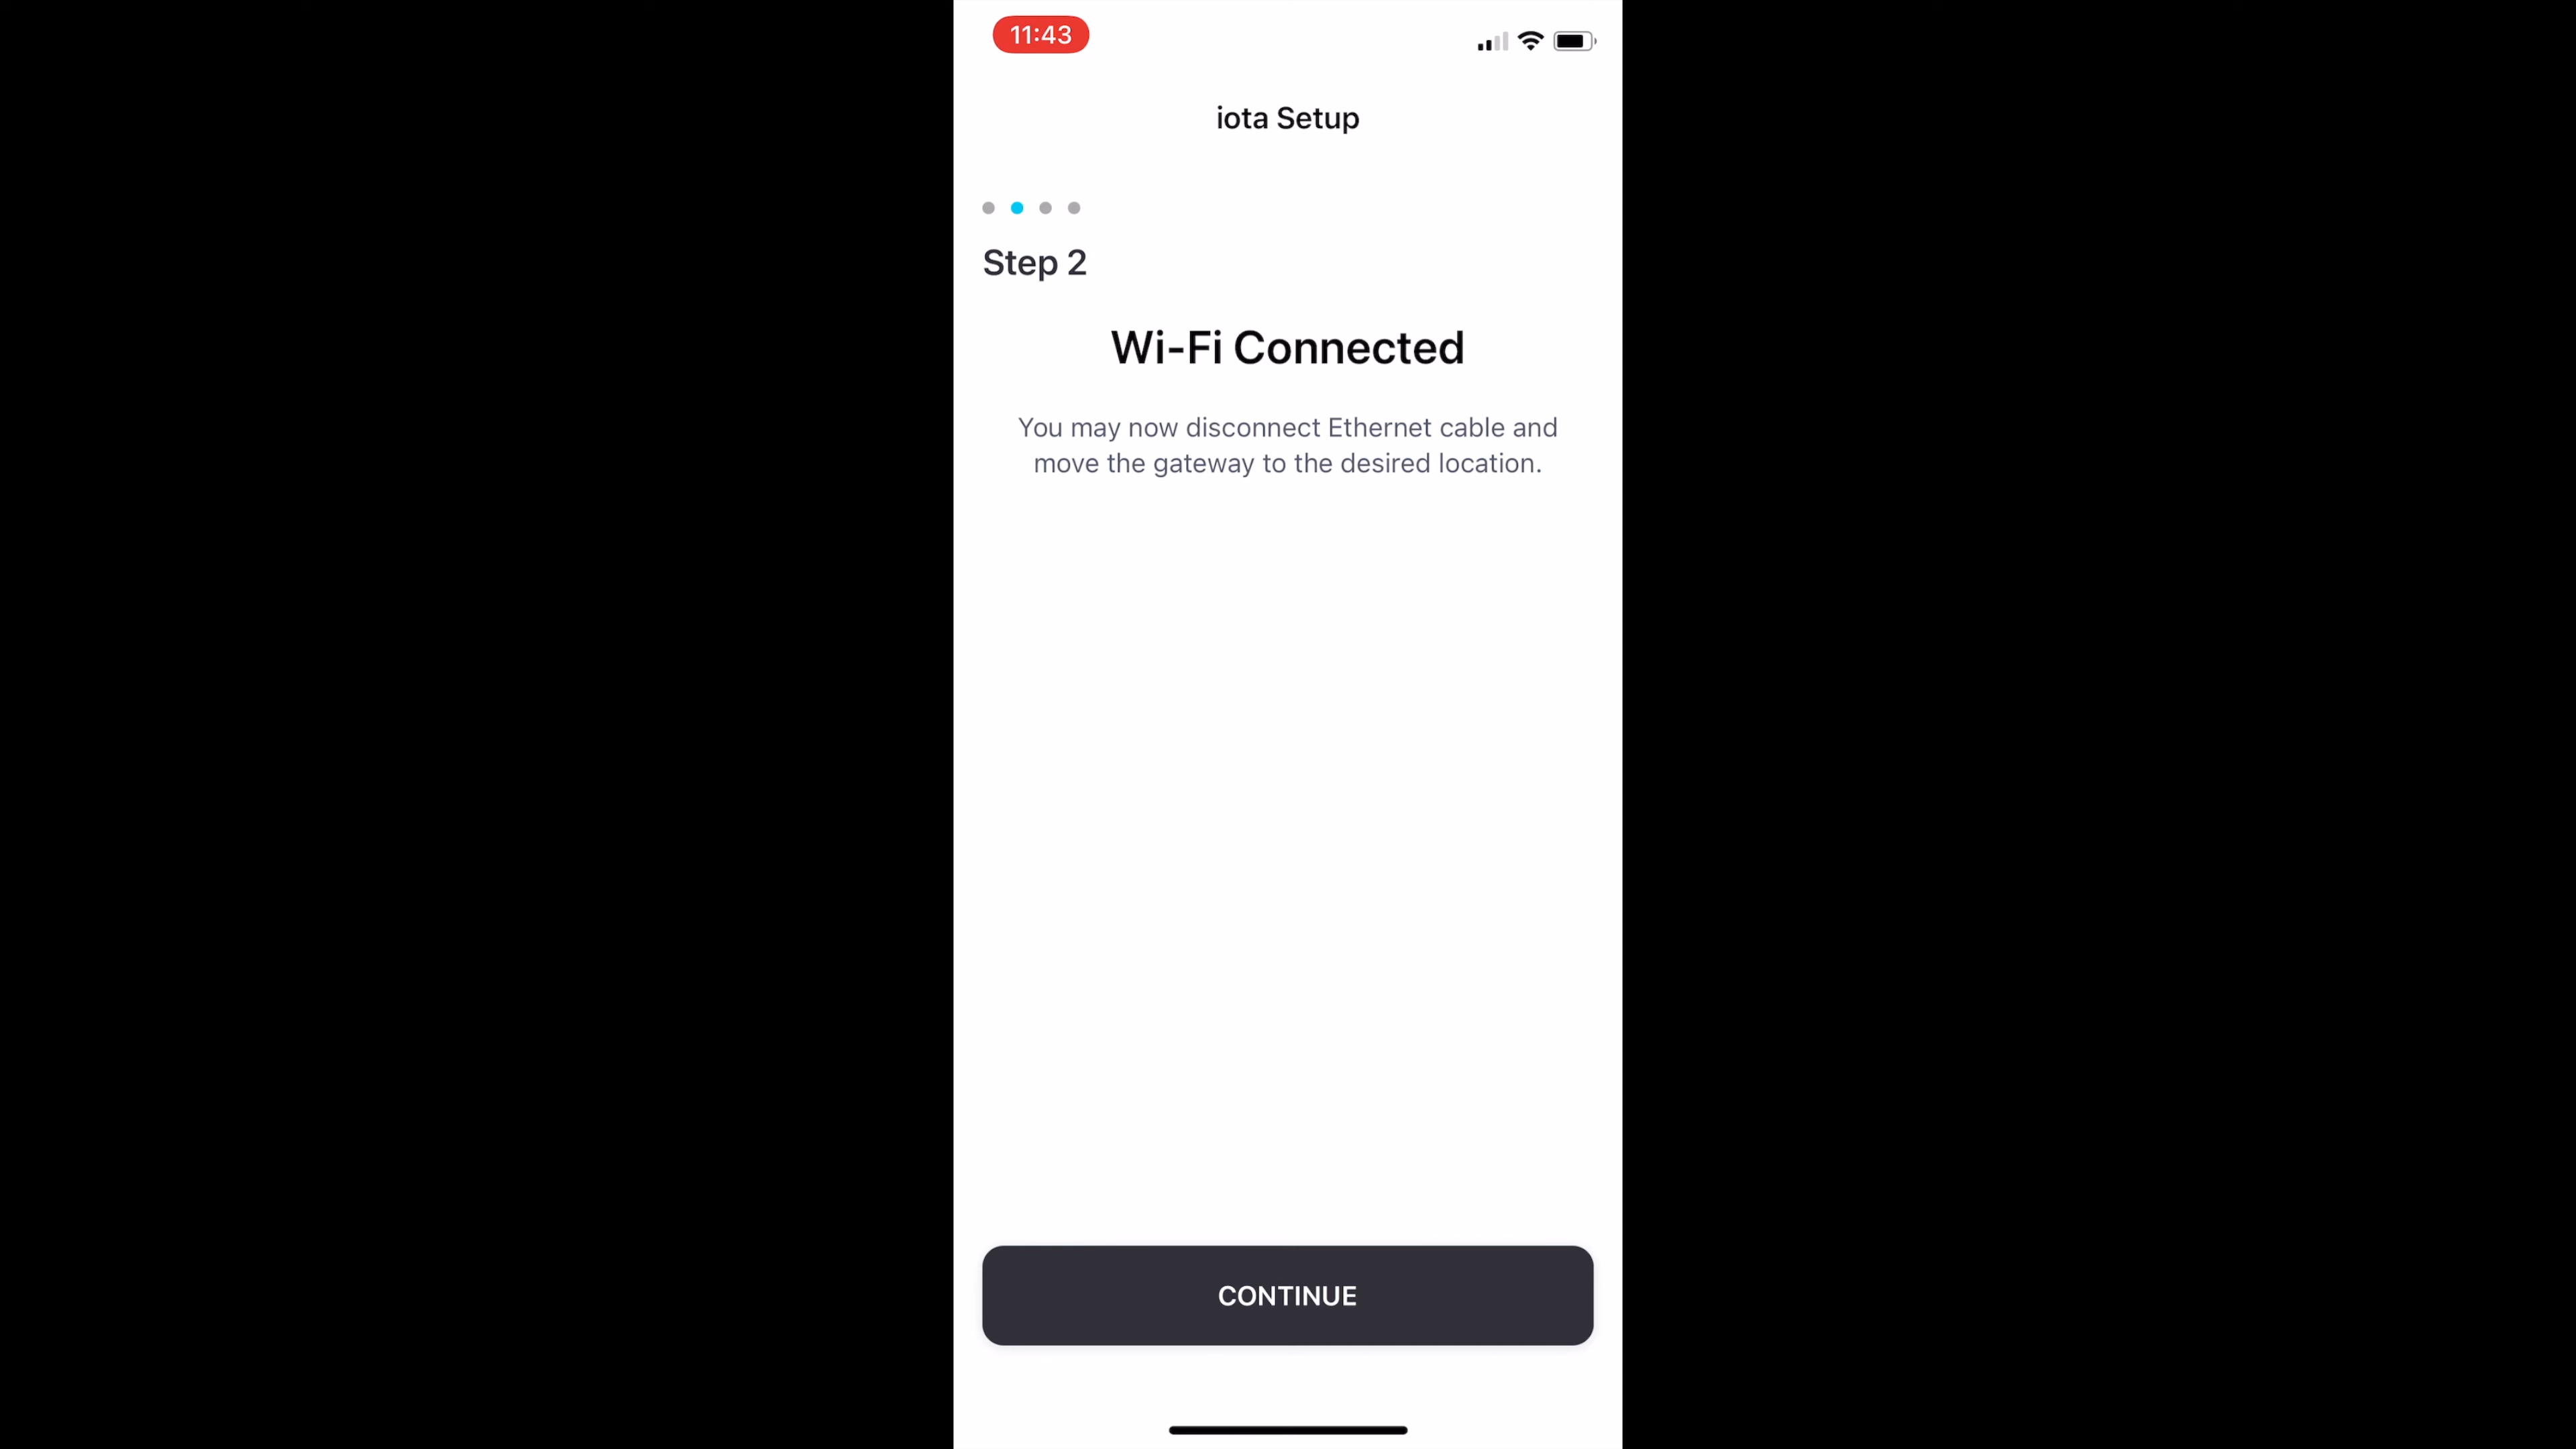 11:43
iota Setup
Step 2
Wi-Fi Connected
You may now disconnect Ethernet cable and
move the gateway to the desired location.
CONTINUE